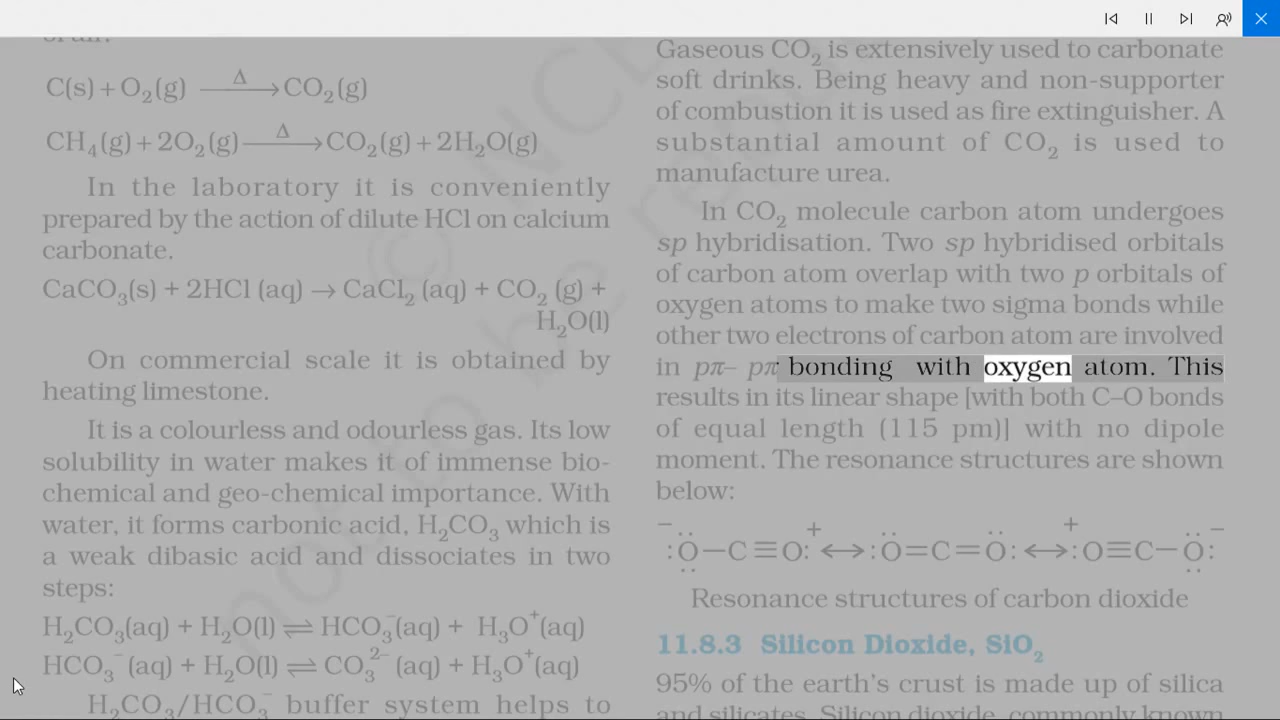 of air.
C(s) + O₂(g) —Δ→ CO₂(g)
CH₄(g) + 2O₂(g) —Δ→ CO₂(g) + 2H₂O(g)
In the laboratory it is conveniently
prepared by the action of dilute HCl on calcium
carbonate.
CaCO₃(s) + 2HCl (aq) → CaCl₂ (aq) + CO₂ (g) +
H₂O(l)
On commercial scale it is obtained by
heating limestone.
It is a colourless and odourless gas. Its low
solubility in water makes it of immense bio-
chemical and geo-chemical importance. With
water, it forms carbonic acid, H₂CO₃ which is
a weak dibasic acid and dissociates in two
steps:
H₂CO₃(aq) + H₂O(l) ⇌ HCO₃⁻(aq) + H₃O⁺(aq)
HCO₃⁻ (aq) + H₂O(l) ⇌ CO₃²⁻ (aq) + H₃O⁺(aq)
H₂CO₃/HCO₃⁻ buffer system helps to
Gaseous CO₂ is extensively used to carbonate
soft drinks. Being heavy and non-supporter
of combustion it is used as fire extinguisher. A
substantial amount of CO₂ is used to
manufacture urea.
In CO₂ molecule carbon atom undergoes
sp hybridisation. Two sp hybridised orbitals
of carbon atom overlap with two p orbitals of
oxygen atoms to make two sigma bonds while
other two electrons of carbon atom are involved
in pπ– pπ bonding with oxygen atom. This
results in its linear shape [with both C–O bonds
of equal length (115 pm)] with no dipole
moment. The resonance structures are shown
below:
⁻:Ö—C≡O:⁺ ↔ :Ö=C=Ö: ↔ ⁺:O≡C—Ö:⁻
Resonance structures of carbon dioxide
11.8.3 Silicon Dioxide, SiO₂
95% of the earth's crust is made up of silica
and silicates. Silicon dioxide, commonly known